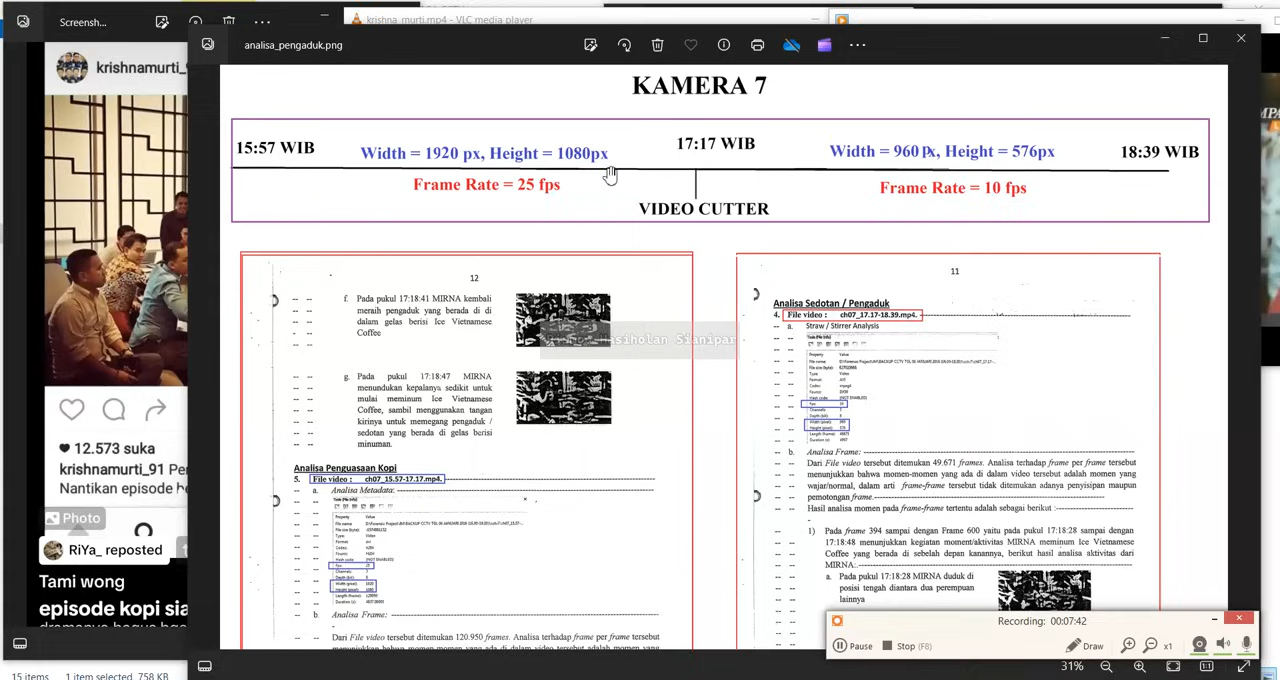 Screensh...
krishna_murti.mp4 - VLC media player
analisa_pengaduk.png
krishnamurti_9
KAMERA 7
15:57 WIB
Width = 1920 px, Height = 1080px
17:17 WIB
Width = 960 px, Height = 576px
18:39 WIB
Frame Rate = 25 fps
Frame Rate = 10 fps
VIDEO CUTTER
12
f. Pada pukul 17:18:41 MIRNA kembali
meraih pengaduk yang berada di di
dalam gelas berisi Ice Vietnamese
Coffee
g. Pada pukul 17:18:47 MIRNA
menundukan kepalanya sedikit untuk
mulai meminum Ice Vietnamese
Coffee, sambil menggunakan tangan
kirinya untuk memegang pengaduk /
sedotan yang berada di gelas berisi
minuman.
Analisa Penguasaan Kopi
5. File video : ch07_15.57-17.17.mp4.
a. Analisa Metadata:
Property Value
b. Analisa Frame:
Dari File video tersebut ditemukan 120.950 frames. Analisa terhadap frame per frame tersebut
11
Analisa Sedotan / Pengaduk
4. File video : ch07_17.17-18.39.mp4.
a. Straw / Stirrer Analysis
Property Value
b. Analisa Frame:
Dari File video tersebut ditemukan 49.671 frames. Analisa terhadap frame per frame tersebut
menunjukkan bahwa momen-momen yang ada di dalam video tersebut adalah momen yang
wajar/normal, dalam arti frame-frame tersebut tidak ditemukan adanya penyisipan maupun
pemotongan frame.
Hasil analisa momen pada frame-frame tertentu adalah sebagai berikut :
1) Pada frame 394 sampai dengan Frame 600 yaitu pada pukul 17:18:28 sampai dengan
17:18:48 menunjukkan kegiatan moment/aktivitas MIRNA meminum Ice Vietnamese
Coffee yang berada di sebelah depan kanannya, berikut hasil analisa aktivitas dari
MIRNA:
a. Pada pukul 17:18:28 MIRNA duduk di
posisi tengah diantara dua perempuan
lainnya
asiholan Sianipar
12.573 suka
krishnamurti_91 Per
Nantikan episode be
Photo
RiYa_ reposted
Tami wong
episode kopi sia
Recording: 00:07:42
Pause
Stop (F8)
Draw
x1
31%
15 items 1 item selected 758 KB